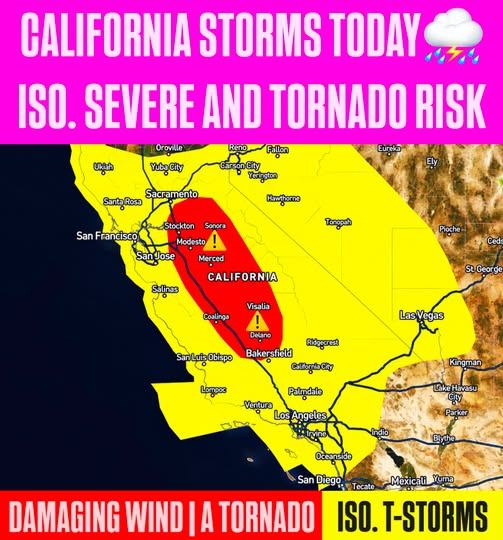 CALIFORNIA STORMS TODAY
ISO. SEVERE AND TORNADO RISK
Oroville
Reno
Fallon
Eureka
Ukiah
Yuba City
Carson City
Ely
Yerington
Sacramento
Hawthorne
Santa Rosa
Stockton
Sonora
Tonopah
Pioche
San Francisco
Modesto
Ceda
San Jose
Merced
St. George
CALIFORNIA
Salinas
Visalia
Coalinga
Las Vegas
Delano
Ridgecrest
San Luis Obispo
Bakersfield
Kingman
California City
Lompoc
Palmdale
Lake Havasu
City
Ventura
Parker
Los Angeles
Irvine
Indio
Blythe
Oceanside
San Diego
Mexicali
Yuma
Tecate
DAMAGING WIND | A TORNADO
ISO. T-STORMS